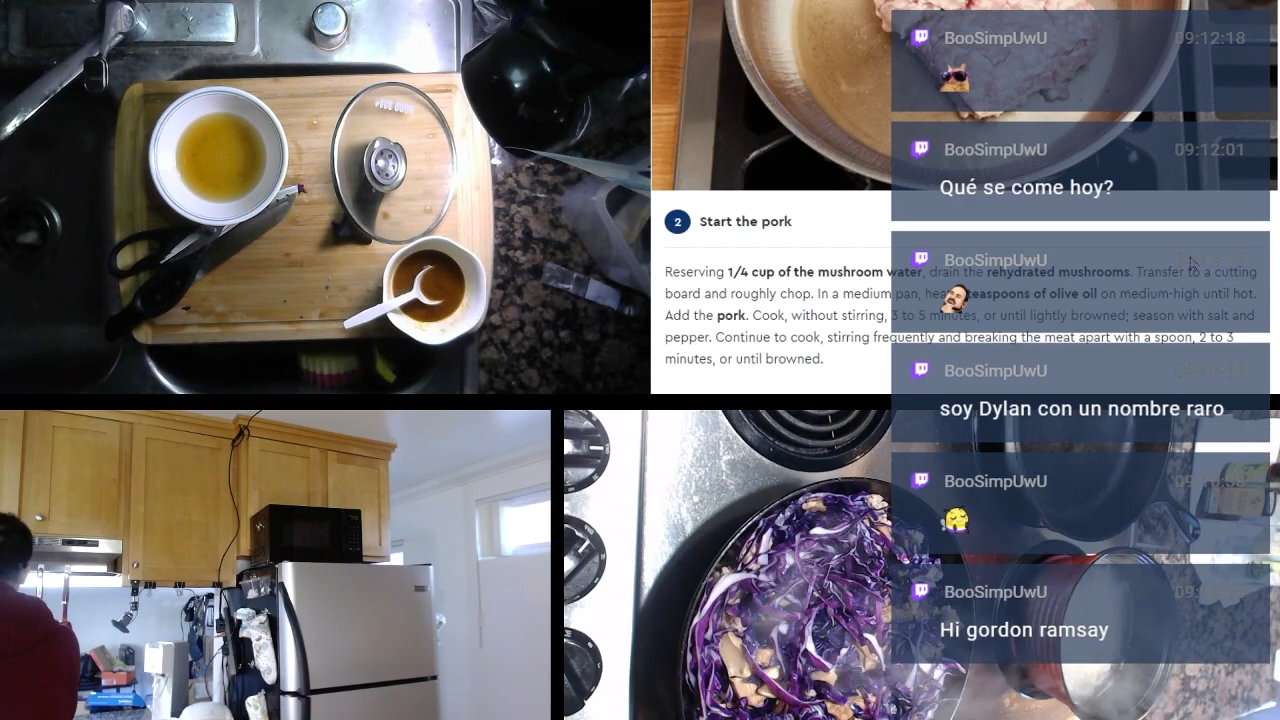 BooSimpUwU 09:12:18
BooSimpUwU 09:12:01
Qué se come hoy?
2 Start the pork
BooSimpUwU
Reserving 1/4 cup of the mushroom water, drain the rehydrated mushrooms. Transfer to a cutting
board and roughly chop. In a medium pan, teaspoons of olive oil on medium-high until hot.
Add the pork. Cook, without stirring, 3 to 5 minutes, or until lightly browned; season with salt and
pepper. Continue to cook, stirring frequently and breaking the meat apart with a spoon, 2 to 3
minutes, or until browned.
BooSimpUwU
soy Dylan con un nombre raro
BooSimpUwU
BooSimpUwU
Hi gordon ramsay